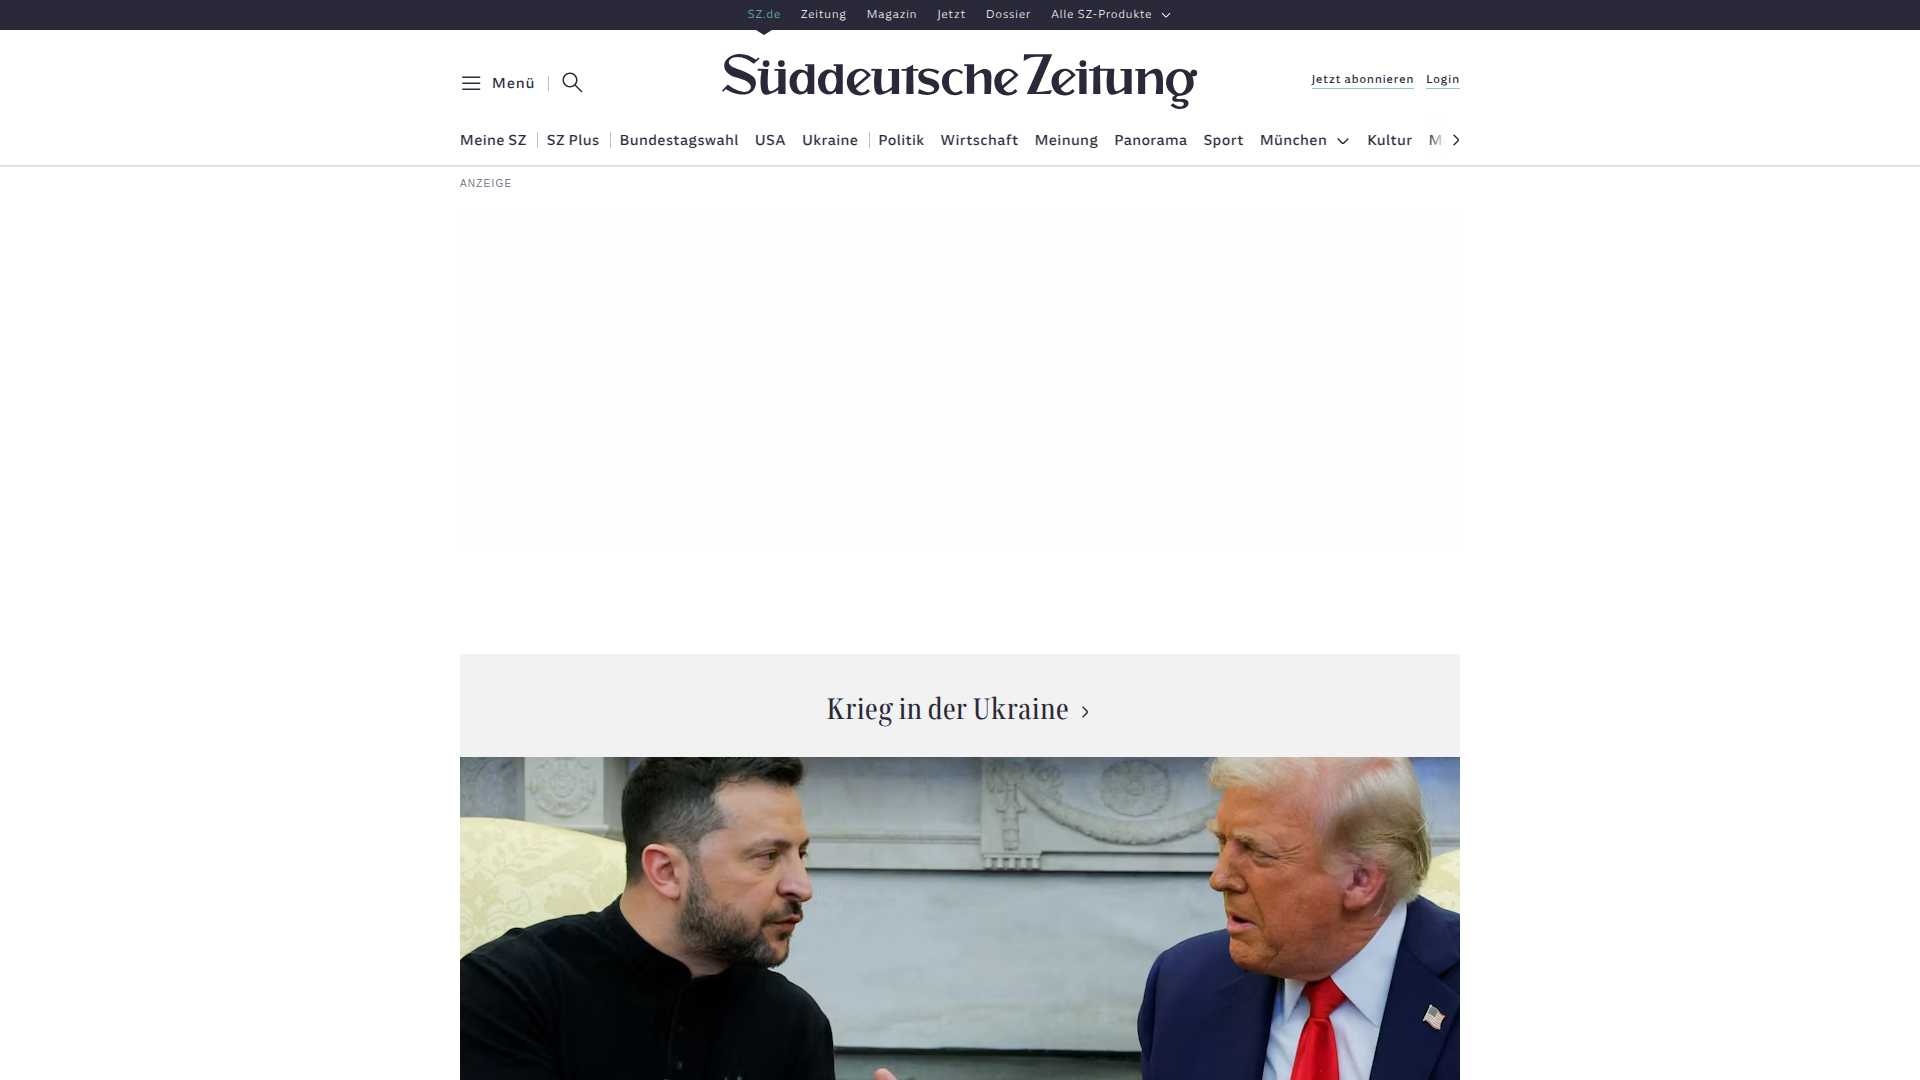 SZ.de Zeitung Magazin Jetzt Dossier Alle SZ-Produkte
Menü
Süddeutsche Zeitung
Jetzt abonnieren Login
Meine SZ SZ Plus Bundestagswahl USA Ukraine Politik Wirtschaft Meinung Panorama Sport München Kultur M
ANZEIGE
Krieg in der Ukraine